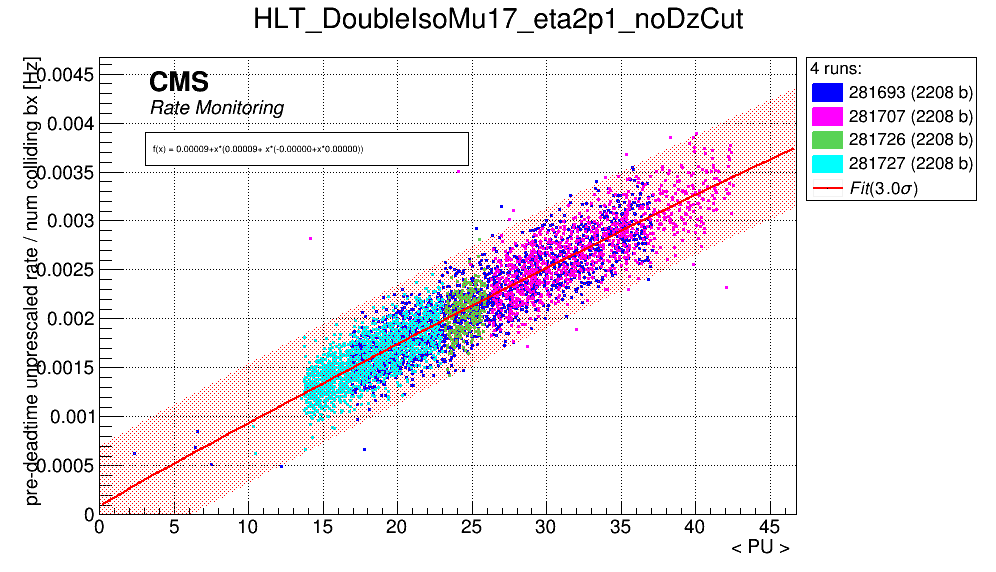 HLT_DoubleIsoMu17_eta2p1_noDzCut
pre-deadtime unprescaled rate / num colliding bx [Hz]
0.0045
0.004
0.0035
0.003
0.0025
0.002
0.0015
0.001
0.0005
0
CMS
Rate Monitoring
f(x) = 0.00009+x*(0.00009+ x*(-0.00000+x*0.00000))
0 5 10 15 20 25 30 35 40 45
< PU >
4 runs:
281693 (2208 b)
281707 (2208 b)
281726 (2208 b)
281727 (2208 b)
Fit(3.0σ)